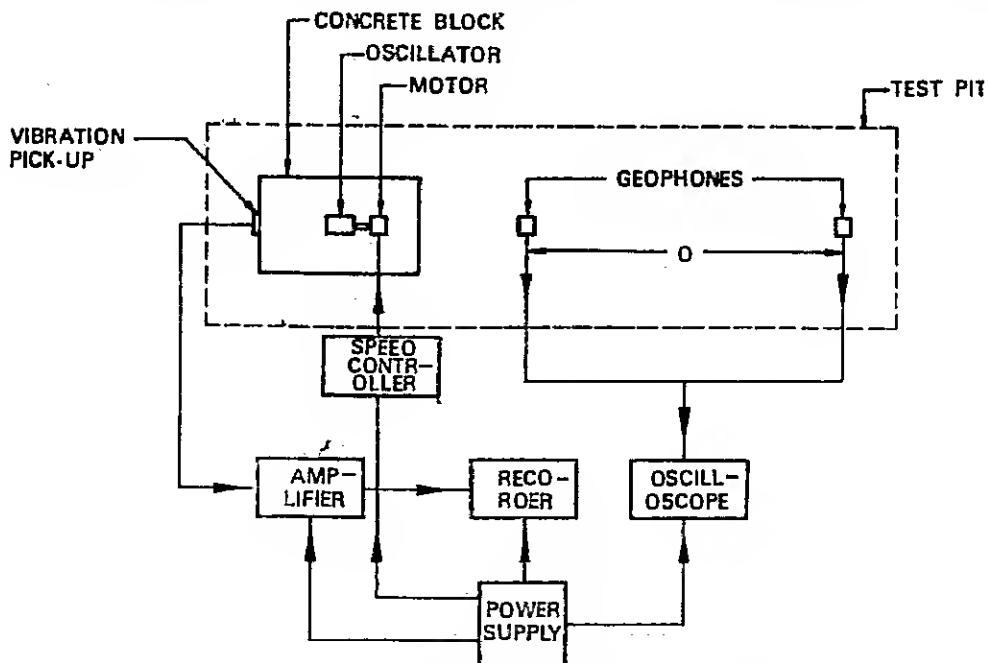 CONCRETE BLOCK
OSCILLATOR
MOTOR
TEST PIT
VIBRATION
PICK-UP
GEOPHONES
O
SPEEO
CONTR-
OLLER
AMP-
LIFIER
RECO-
ROER
OSCILL-
OSCOPE
POWER
SUPPLY